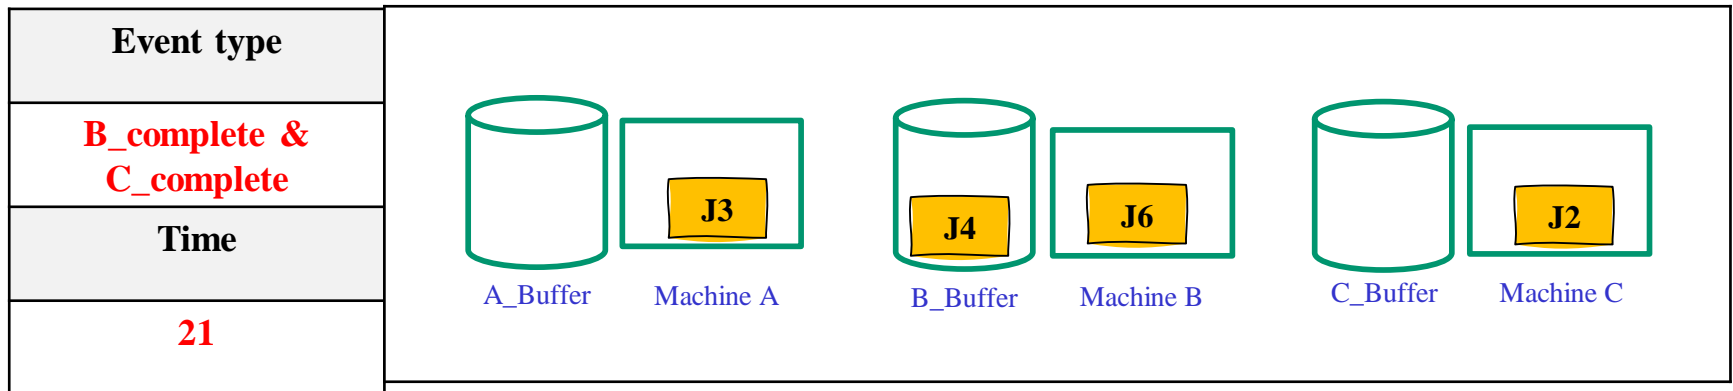 Event type
B_complete &
C_complete
Time
21
J3
J4
J6
J2
A_Buffer
Machine A
B_Buffer
Machine B
C_Buffer
Machine C